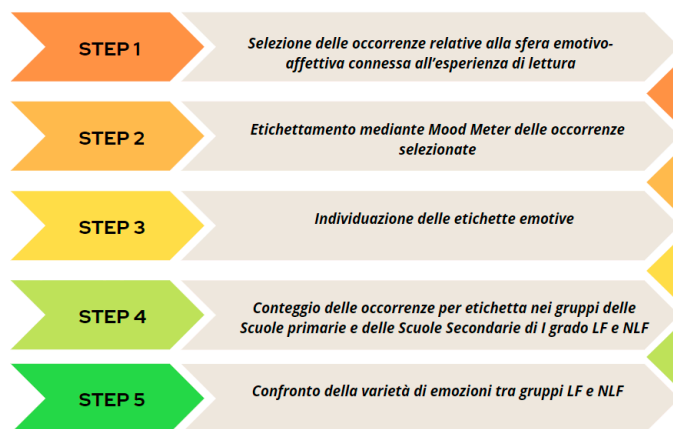 STEP 1
Selezione delle occorrenze relative alla sfera emotivo-
affettiva connessa all'esperienza di lettura
STEP 2
Etichettamento mediante Mood Meter delle occorrenze
selezionate
STEP 3
Individuazione delle etichette emotive
STEP 4
Conteggio delle occorrenze per etichetta nei gruppi delle
Scuole primarie e delle Scuole Secondarie di I grado LF e NLF
STEP 5
Confronto della varietà di emozioni tra gruppi LF e NLF